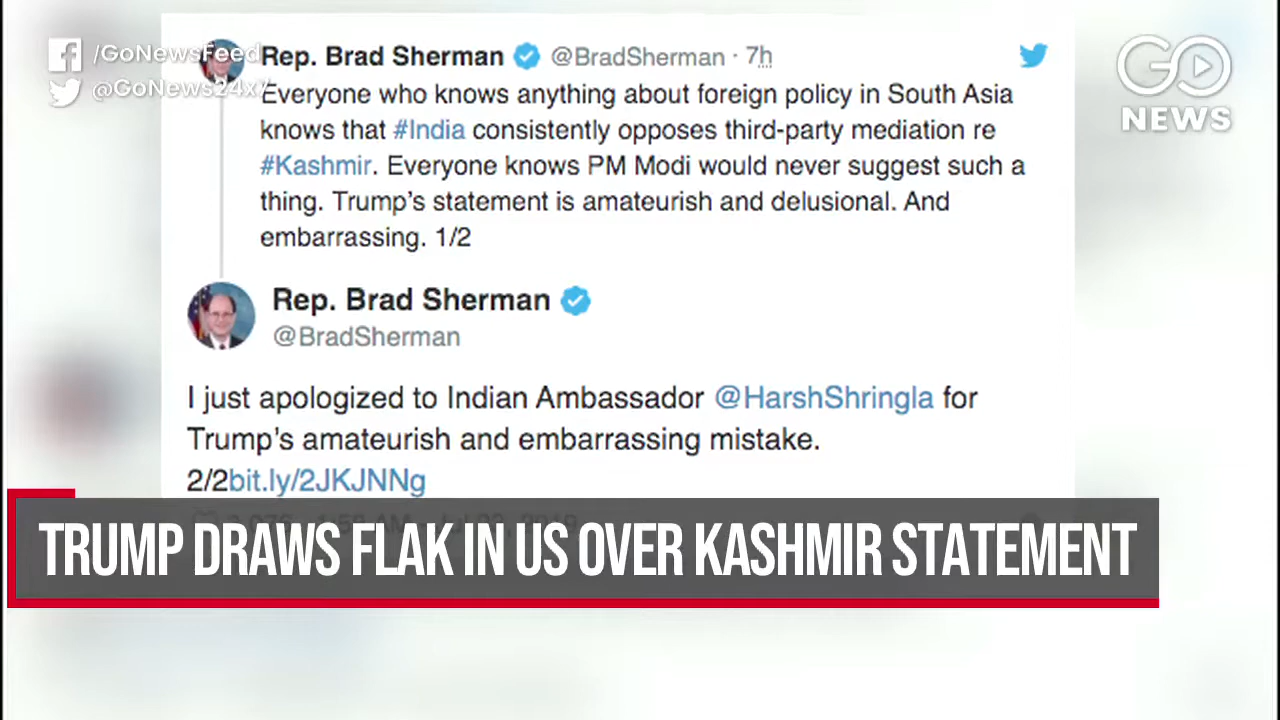 /GoNewsFeed
@GoNews24x7
GO
NEWS
Rep. Brad Sherman @BradSherman · 7h
Everyone who knows anything about foreign policy in South Asia
knows that #India consistently opposes third-party mediation re
#Kashmir. Everyone knows PM Modi would never suggest such a
thing. Trump's statement is amateurish and delusional. And
embarrassing. 1/2
Rep. Brad Sherman
@BradSherman
I just apologized to Indian Ambassador @HarshShringla for
Trump's amateurish and embarrassing mistake.
2/2bit.ly/2JKJNNg
TRUMP DRAWS FLAK IN US OVER KASHMIR STATEMENT